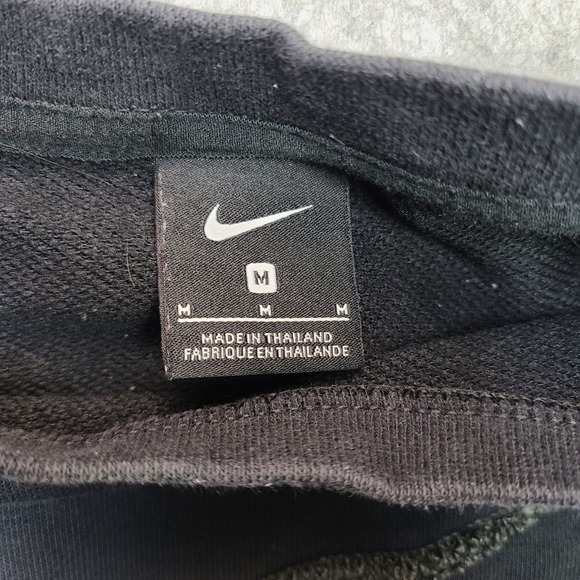 M
M M M
MADE IN THAILAND
FABRIQUE EN THAILANDE